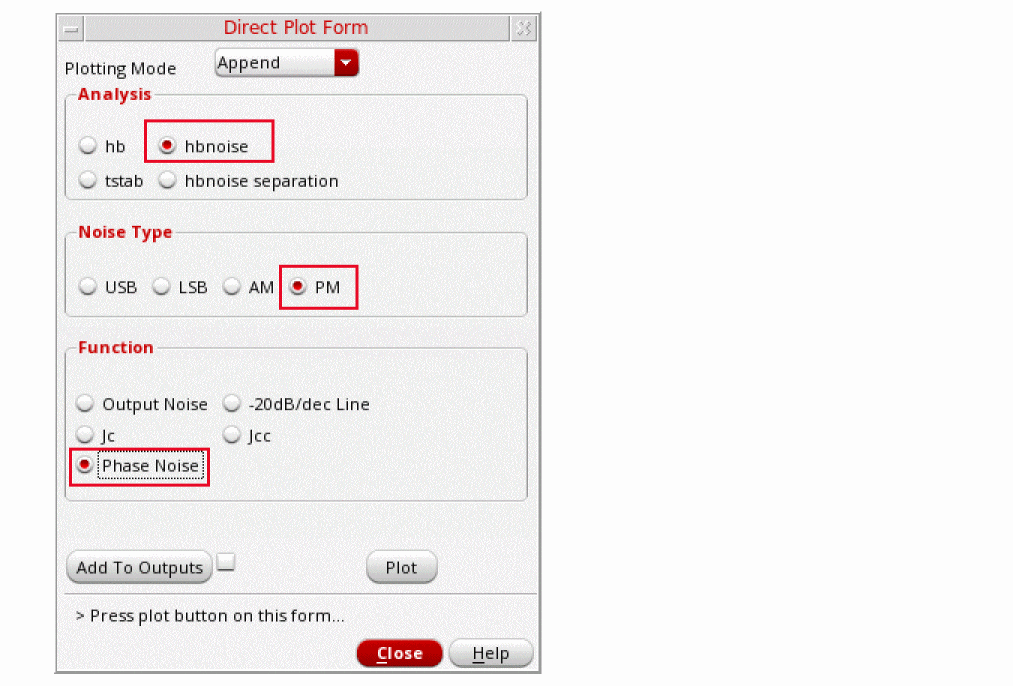 Direct Plot Form
Plotting Mode Append
Analysis
hb hbnoise
tstab hbnoise separation
Noise Type
USB LSB AM PM
Function
Output Noise -20dB/dec Line
Jc Jcc
Phase Noise
Add To Outputs Plot
> Press plot button on this form...
Close Help